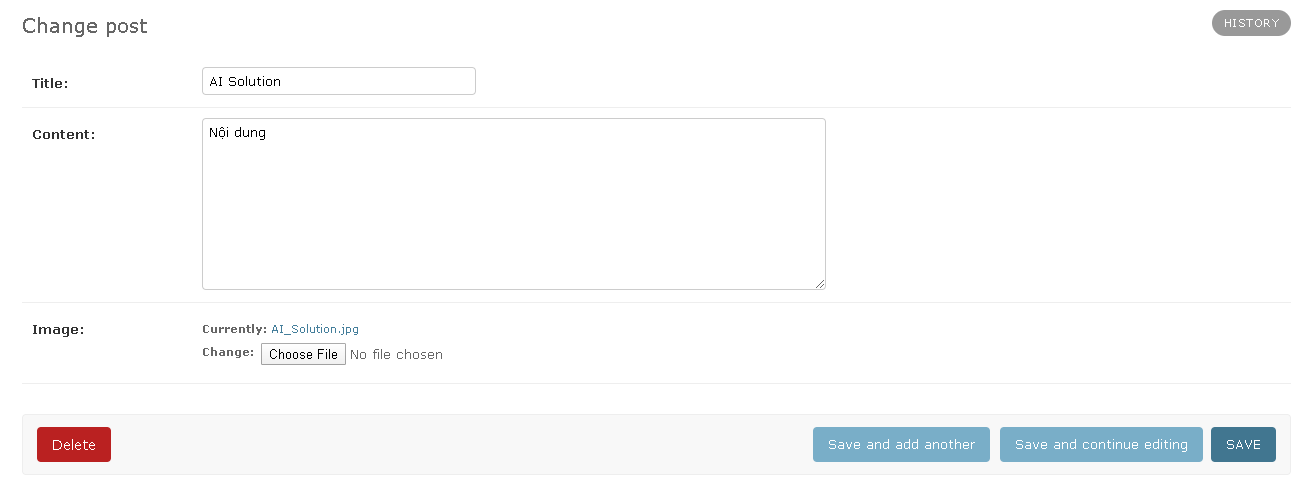 Change post
HISTORY
Title:
AI Solution
Content:
Nội dung
Image:
Currently: AI_Solution.jpg
Change: Choose File No file chosen
Delete
Save and add another
Save and continue editing
SAVE